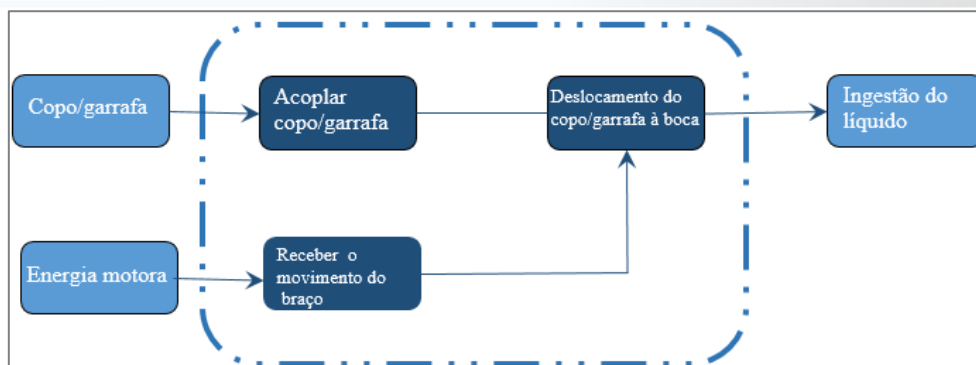 Copo/garrafa
Acoplar
copo/garrafa
Deslocamento do
copo/garrafa à boca
Ingestão do
líquido
Energia motora
Receber o
movimento do
braço